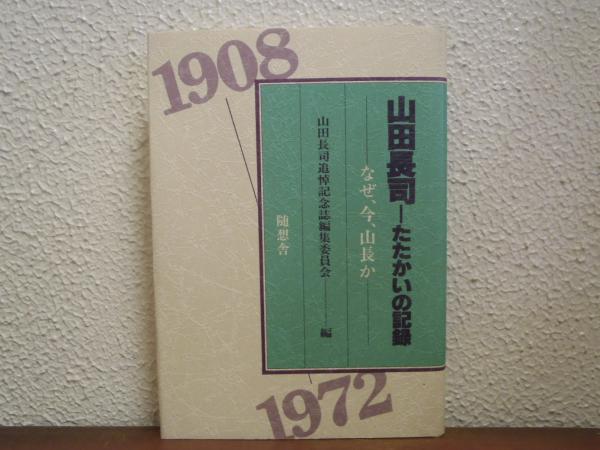 1908
山田長司―たたかいの記録
なぜ、今、山長か
山田長司追悼記念誌編集委員会――編
随想舎
1972